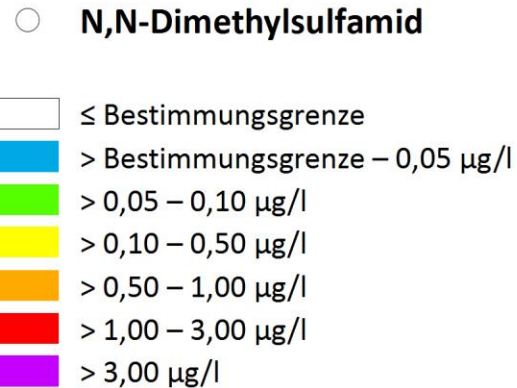 N,N-Dimethylsulfamid
≤ Bestimmungsgrenze
> Bestimmungsgrenze – 0,05 µg/l
> 0,05 – 0,10 µg/l
> 0,10 – 0,50 µg/l
> 0,50 – 1,00 µg/l
> 1,00 – 3,00 µg/l
> 3,00 µg/l